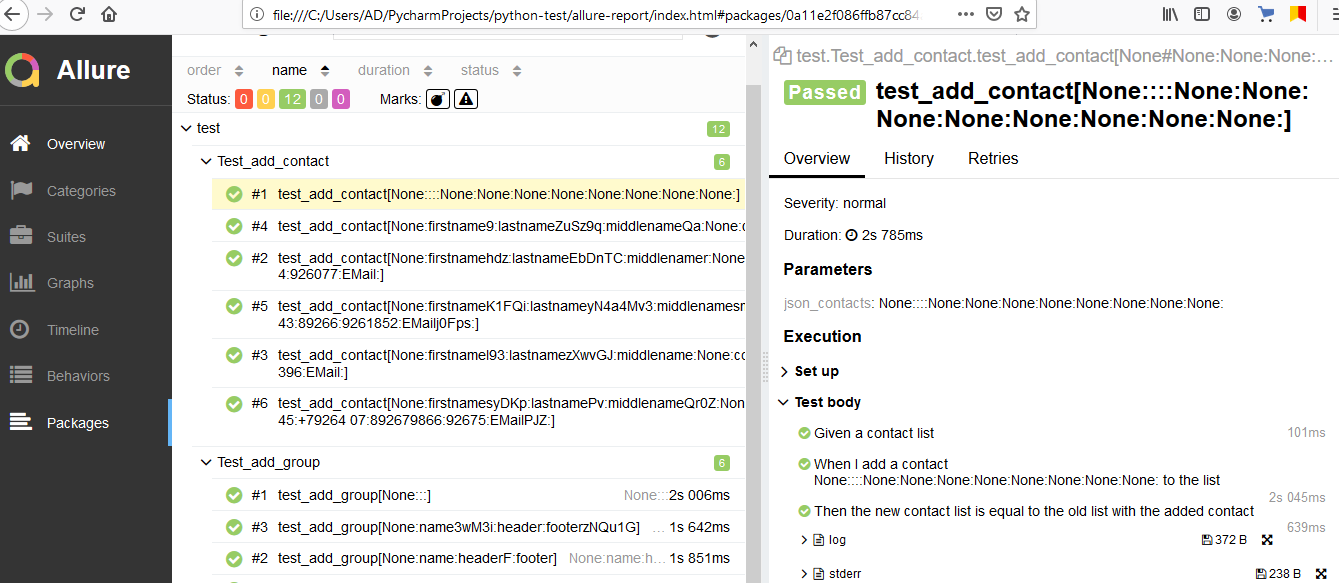 file:///C:/Users/AD/PycharmProjects/python-test/allure-report/index.html#packages/0a11e2f086ffb87cc84
Allure
Overview
Categories
Suites
Graphs
Timeline
Behaviors
Packages
order name duration status
Status: 0 0 12 0 0 Marks:
test 12
Test_add_contact 6
#1 test_add_contact[None::::None:None:None:None:None:None:None:None:]
#4 test_add_contact[None:firstname9:lastnameZuSz9q:middlenameQa:None:c
#2 test_add_contact[None:firstnamehdz:lastnameEbDnTC:middlenamer:None
4:926077:EMail:]
#5 test_add_contact[None:firstnameK1FQi:lastnameyN4a4Mv3:middlenamesm
43:89266:9261852:EMailj0Fps:]
#3 test_add_contact[None:firstnamel93:lastnamezXwvGJ:middlename:None:co
396:EMail:]
#6 test_add_contact[None:firstnamesyDKp:lastnamePv:middlenameQr0Z:Non
45:+79264 07:892679866:92675:EMailPJZ:]
Test_add_group 6
#1 test_add_group[None:::] None::: 2s 006ms
#3 test_add_group[None:name3wM3i:header:footerzNQu1G] ... 1s 642ms
#2 test_add_group[None:name:headerF:footer] None:name:h... 1s 851ms
test.Test_add_contact.test_add_contact[None#None:None:None:...
Passed test_add_contact[None::::None:None:
None:None:None:None:None:None:]
Overview History Retries
Severity: normal
Duration: 2s 785ms
Parameters
json_contacts: None::::None:None:None:None:None:None:None:None:
Execution
Set up
Test body
Given a contact list 101ms
When I add a contact
None::::None:None:None:None:None:None:None:None: to the list
2s 045ms
Then the new contact list is equal to the old list with the added contact
639ms
log 372 B
stderr 238 B